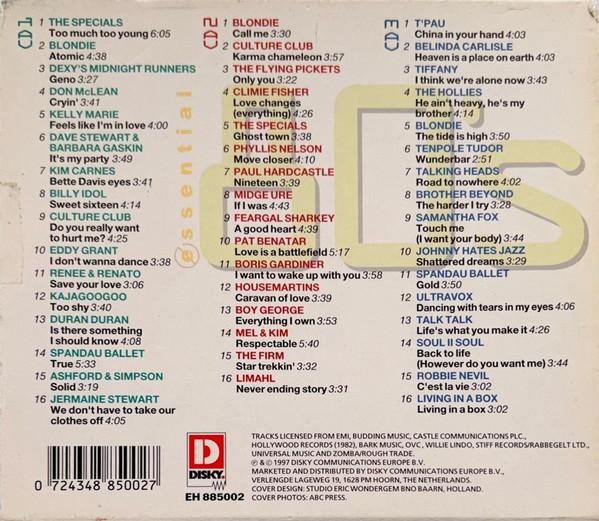 CD 1
1 THE SPECIALS
Too much too young 6:05
2 BLONDIE
Atomic 4:38
3 DEXY'S MIDNIGHT RUNNERS
Geno 3:27
4 DON McLEAN
Cryin' 3:41
5 KELLY MARIE
Feels like I'm in love 4:00
6 DAVE STEWART &
BARBARA GASKIN
It's my party 3:49
7 KIM CARNES
Bette Davis eyes 3:41
8 BILLY IDOL
Sweet sixteen 4:14
9 CULTURE CLUB
Do you really want
to hurt me? 4:25
10 EDDY GRANT
I don't wanna dance 3:38
11 RENEE & RENATO
Save your love 3:06
12 KAJAGOOGOO
Too shy 3:40
13 DURAN DURAN
Is there something
I should know 4:08
14 SPANDAU BALLET
True 5:33
15 ASHFORD & SIMPSON
Solid 3:19
16 JERMAINE STEWART
We don't have to take our
clothes off 4:05
CD 2
1 BLONDIE
Call me 3:30
2 CULTURE CLUB
Karma chameleon 3:57
3 THE FLYING PICKETS
Only you 3:22
4 CLIMIE FISHER
Love changes
(everything) 4:26
5 THE SPECIALS
Ghost town 3:38
6 PHYLLIS NELSON
Move closer 4:10
7 PAUL HARDCASTLE
Nineteen 3:39
8 MIDGE URE
If I was 4:43
9 FEARGAL SHARKEY
A good heart 4:39
10 PAT BENATAR
Love is a battlefield 5:17
11 BORIS GARDINER
I want to wake up with you 3:58
12 HOUSEMARTINS
Caravan of love 3:39
13 BOY GEORGE
Everything I own 3:53
14 MEL & KIM
Respectable 5:40
15 THE FIRM
Star trekkin' 3:32
16 LIMAHL
Never ending story 3:31
CD 3
1 T'PAU
China in your hand 4:03
2 BELINDA CARLISLE
Heaven is a place on earth 4:03
3 TIFFANY
I think we're alone now 3:43
4 THE HOLLIES
He ain't heavy, he's my
brother 4:14
5 BLONDIE
The tide is high 3:50
6 TENPOLE TUDOR
Wunderbar 2:51
7 TALKING HEADS
Road to nowhere 4:02
8 BROTHER BEYOND
The harder I try 3:28
9 SAMANTHA FOX
Touch me
(I want your body) 3:44
10 JOHNNY HATES JAZZ
Shattered dreams 3:29
11 SPANDAU BALLET
Gold 3:50
12 ULTRAVOX
Dancing with tears in my eyes 4:06
13 TALK TALK
Life's what you make it 4:26
14 SOUL II SOUL
Back to life
(However do you want me) 3:44
15 ROBBIE NEVIL
C'est la vie 3:02
16 LIVING IN A BOX
Living in a box 3:02
essential
80's
0 724348 850027
D
DISKY.
EH 885002
TRACKS LICENSED FROM EMI, BUDDING MUSIC, CASTLE COMMUNICATIONS PLC.,
HOLLYWOOD RECORDS (1982), BARK MUSIC, OVC, WILLIE LINDO, STIFF RECORDS/RABBEGELT LTD.,
UNIVERSAL MUSIC AND ZOMBA/ROUGH TRADE.
℗ & © 1997 DISKY COMMUNICATIONS EUROPE B.V.
MARKETED AND DISTRIBUTED BY DISKY COMMUNICATIONS EUROPE B.V.,
VERLENGDE LAGEWEG 19, 1628 PM HOORN, THE NETHERLANDS.
COVER DESIGN: STUDIO ERIC WONDERGEM BNO BAARN, HOLLAND.
COVER PHOTOS: ABC PRESS.